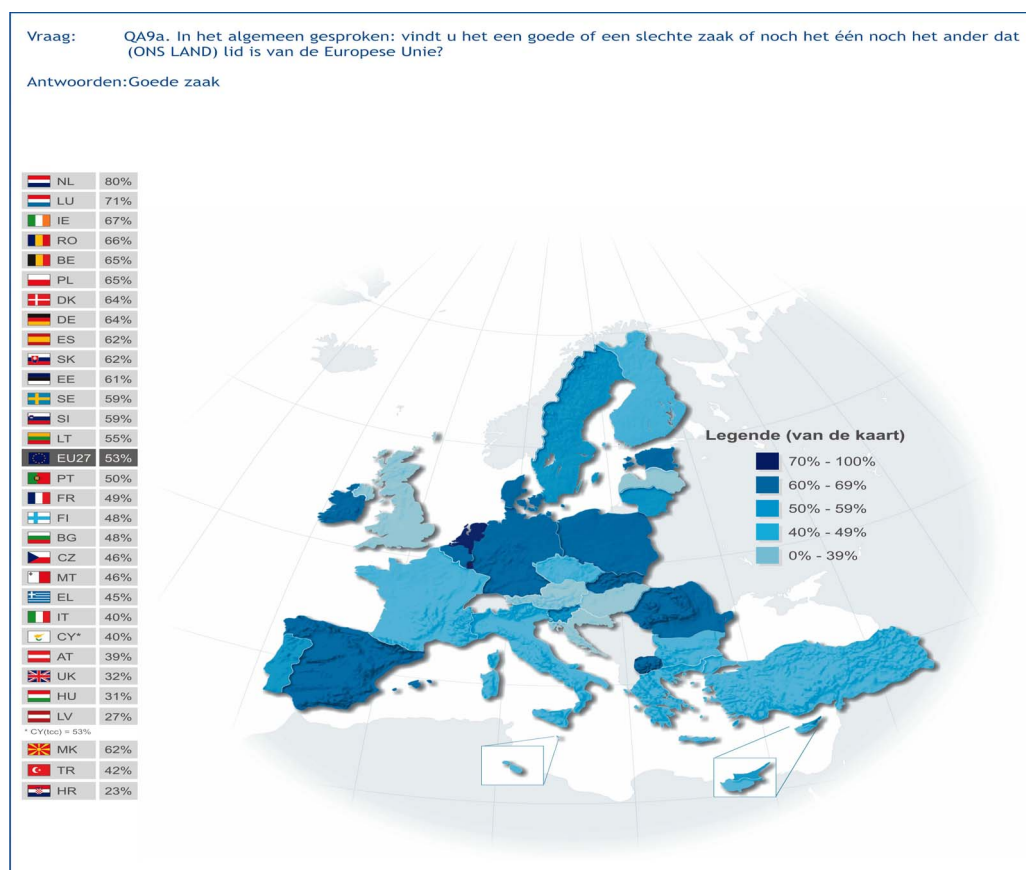 Vraag: QA9a. In het algemeen gesproken: vindt u het een goede of een slechte zaak of noch het één noch het ander dat
(ONS LAND) lid is van de Europese Unie?
Antwoorden:Goede zaak
NL 80%
LU 71%
IE 67%
RO 66%
BE 65%
PL 65%
DK 64%
DE 64%
ES 62%
SK 62%
EE 61%
SE 59%
SI 59%
LT 55%
EU27 53%
PT 50%
FR 49%
FI 48%
BG 48%
CZ 46%
MT 46%
EL 45%
IT 40%
CY* 40%
AT 39%
UK 32%
HU 31%
LV 27%
* CY(tcc) = 53%
MK 62%
TR 42%
HR 23%
Legende (van de kaart)
70% - 100%
60% - 69%
50% - 59%
40% - 49%
0% - 39%